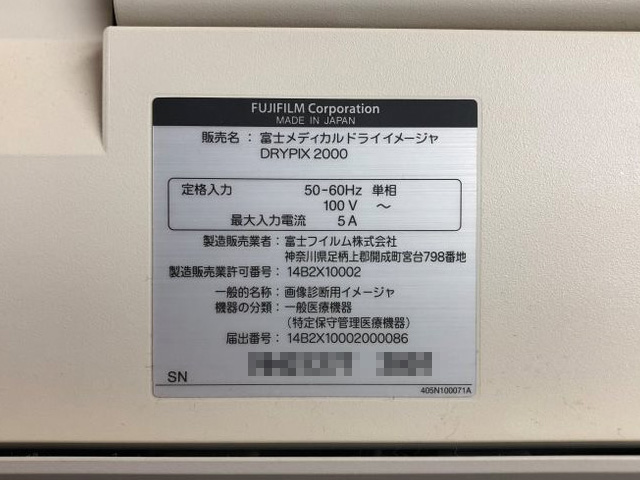 FUJIFILM Corporation
MADE IN JAPAN
販売名 : 富士メディカルドライイメージャ
DRYPIX 2000
定格入力 50-60Hz 単相
100V ～
最大入力電流 5A
製造販売業者 : 富士フイルム株式会社
神奈川県足柄上郡開成町宮台798番地
製造販売業許可番号 : 14B2X10002
一般的名称 : 画像診断用イメージャ
機器の分類 : 一般医療機器
(特定保守管理医療機器)
届出番号 : 14B2X10002000086
SN
405N100071A